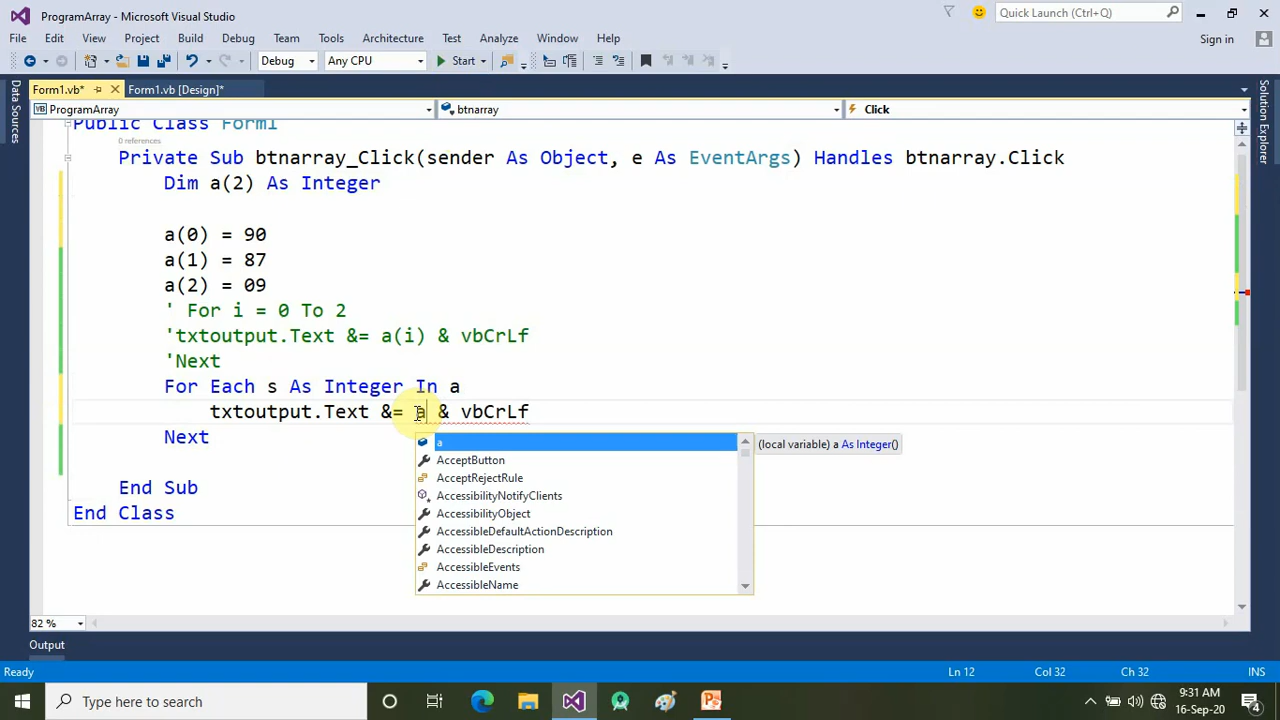 ProgramArray - Microsoft Visual Studio
Quick Launch (Ctrl+Q)
File Edit View Project Build Debug Team Tools Architecture Test Analyze Window Help
Sign in
Debug Any CPU Start
Form1.vb* Form1.vb [Design]*
Data Sources
Solution Explorer
ProgramArray btnarray Click
Public Class Form1
0 references
Private Sub btnarray_Click(sender As Object, e As EventArgs) Handles btnarray.Click
Dim a(2) As Integer
a(0) = 90
a(1) = 87
a(2) = 09
' For i = 0 To 2
'txtoutput.Text &= a(i) & vbCrLf
'Next
For Each s As Integer In a
txtoutput.Text &= a & vbCrLf
Next
a
(local variable) a As Integer()
AcceptButton
AcceptRejectRule
AccessibilityNotifyClients
AccessibilityObject
AccessibleDefaultActionDescription
AccessibleDescription
AccessibleEvents
AccessibleName
End Sub
End Class
82 %
Output
Ready Ln 12 Col 32 Ch 32 INS
Type here to search
9:31 AM
16-Sep-20
4